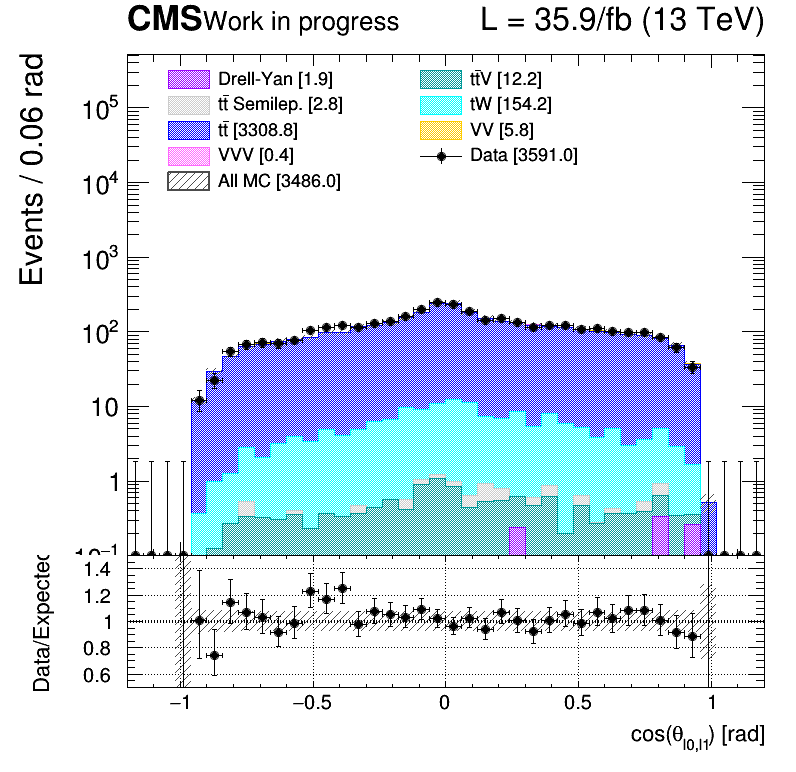 CMS Work in progress L = 35.9/fb (13 TeV)
Events / 0.06 rad
Drell-Yan [1.9]
tt̄ Semilep. [2.8]
tt̄ [3308.8]
VVV [0.4]
All MC [3486.0]
tt̄V [12.2]
tW [154.2]
VV [5.8]
Data [3591.0]
10⁵
10⁴
10³
10²
10
1
10⁻¹
Data/Expected
1.4
1.2
1
0.8
0.6
−1 −0.5 0 0.5 1
cos(θ_l0,l1) [rad]